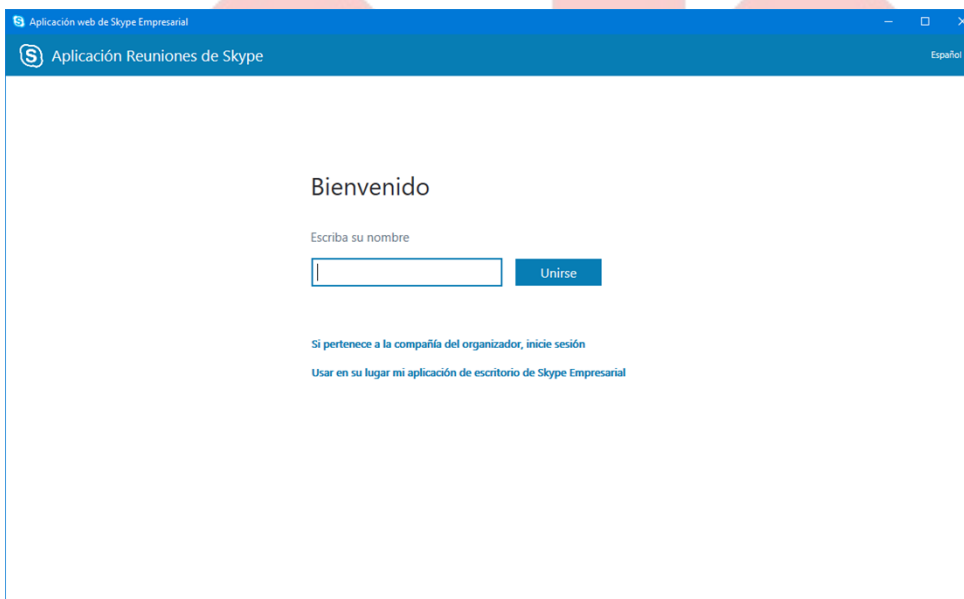 Aplicación web de Skype Empresarial
Aplicación Reuniones de Skype
Español
Bienvenido
Escriba su nombre
Unirse
Si pertenece a la compañía del organizador, inicie sesión
Usar en su lugar mi aplicación de escritorio de Skype Empresarial